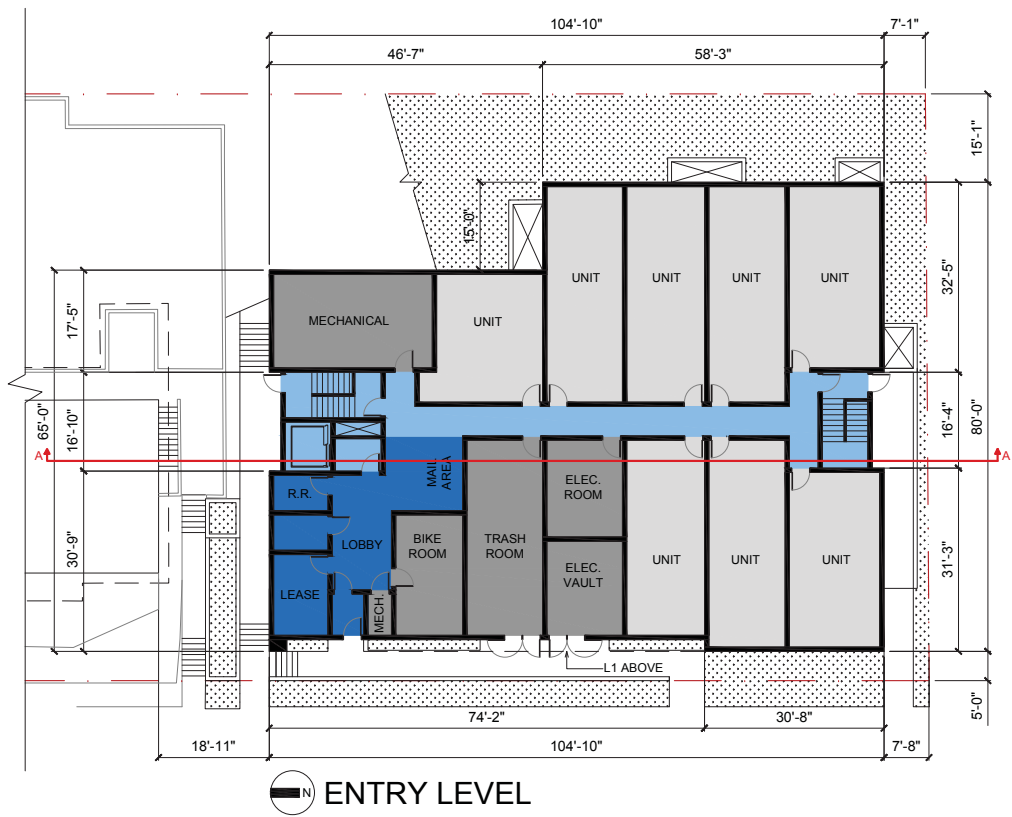 104'-10"
7'-1"
46'-7"
58'-3"
15'-1"
15'-0"
UNIT
UNIT
UNIT
UNIT
32'-5"
MECHANICAL
UNIT
17'-5"
65'-0"
16'-10"
16'-4"
80'-0"
A
A
MAIL
AREA
ELEC.
ROOM
R.R.
LOBBY
BIKE
ROOM
TRASH
ROOM
UNIT
UNIT
UNIT
30'-9"
31'-3"
ELEC.
VAULT
LEASE
MECH.
L1 ABOVE
5'-0"
74'-2"
30'-8"
18'-11"
104'-10"
7'-8"
N
ENTRY LEVEL